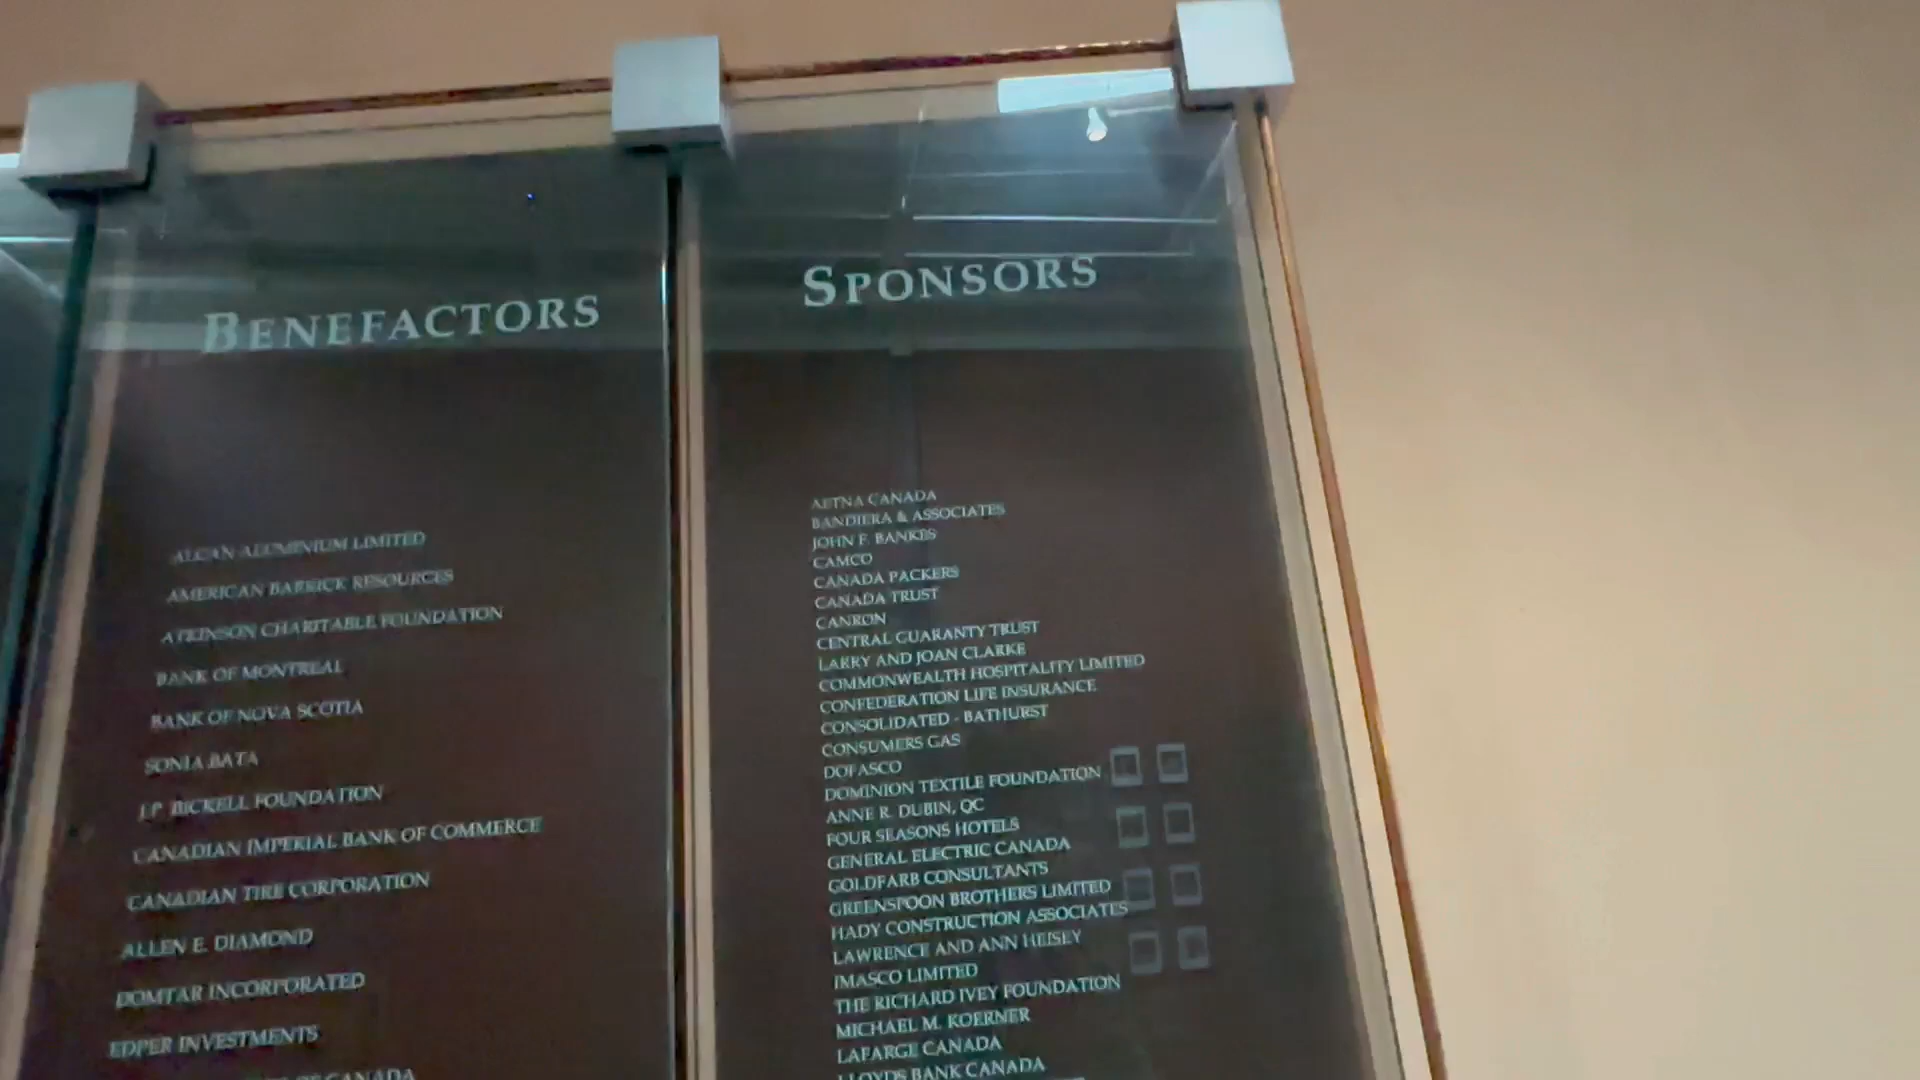 BENEFACTORS
ALCAN ALUMINIUM LIMITED
AMERICAN BARRICK RESOURCES
ATKINSON CHARITABLE FOUNDATION
BANK OF MONTREAL
BANK OF NOVA SCOTIA
SONIA BATA
J.P. BICKELL FOUNDATION
CANADIAN IMPERIAL BANK OF COMMERCE
CANADIAN TIRE CORPORATION
ALLEN E. DIAMOND
DOMTAR INCORPORATED
EDPER INVESTMENTS
OF CANADA
SPONSORS
AETNA CANADA
BANDIERA & ASSOCIATES
JOHN F. BANKES
CAMCO
CANADA PACKERS
CANADA TRUST
CANRON
CENTRAL GUARANTY TRUST
LARRY AND JOAN CLARKE
COMMONWEALTH HOSPITALITY LIMITED
CONFEDERATION LIFE INSURANCE
CONSOLIDATED - BATHURST
CONSUMERS GAS
DOFASCO
DOMINION TEXTILE FOUNDATION
ANNE R. DUBIN, QC
FOUR SEASONS HOTELS
GENERAL ELECTRIC CANADA
GOLDFARB CONSULTANTS
GREENSPOON BROTHERS LIMITED
HADY CONSTRUCTION ASSOCIATES
LAWRENCE AND ANN HEISEY
IMASCO LIMITED
THE RICHARD IVEY FOUNDATION
MICHAEL M. KOERNER
LAFARGE CANADA
LLOYDS BANK CANADA